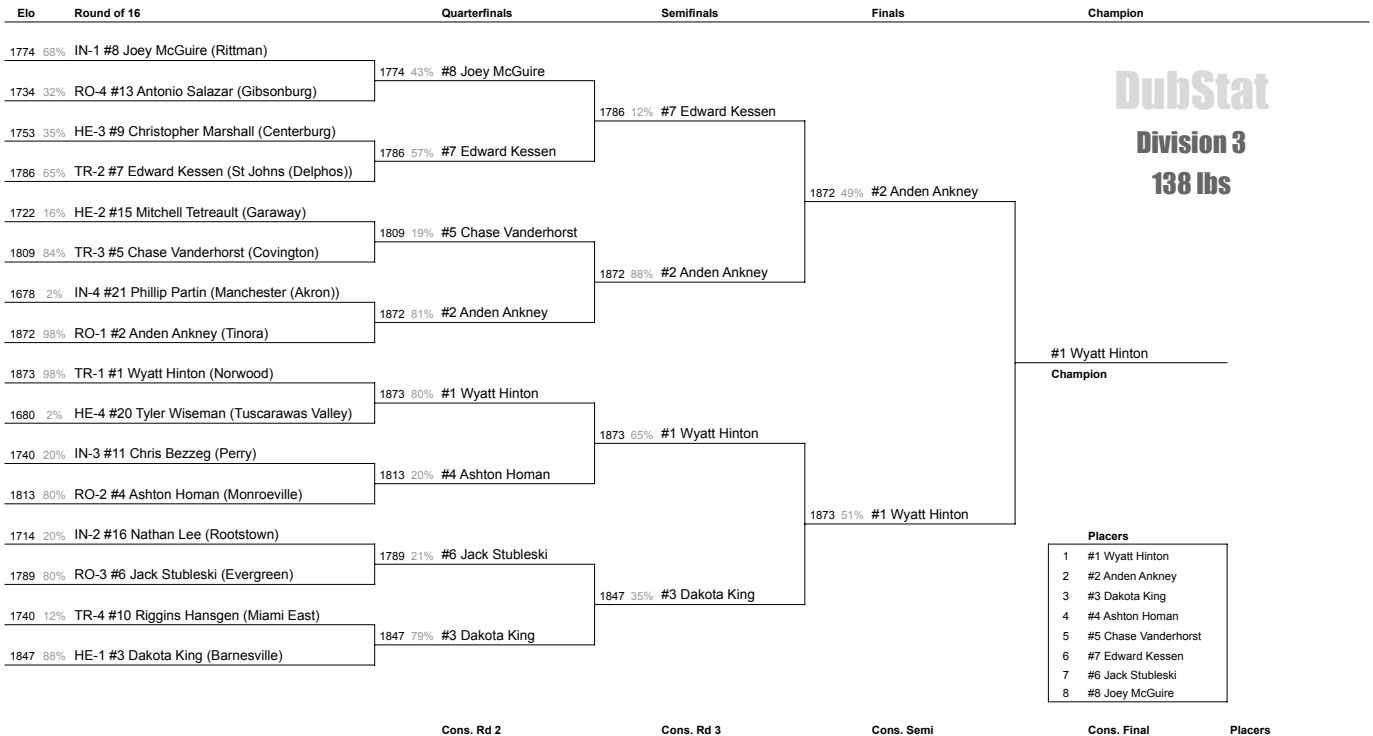 Elo Round of 16 Quarterfinals Semifinals Finals Champion
1774 68% IN-1 #8 Joey McGuire (Rittman)
1774 43% #8 Joey McGuire
1734 32% RO-4 #13 Antonio Salazar (Gibsonburg)
1786 12% #7 Edward Kessen
1753 35% HE-3 #9 Christopher Marshall (Centerburg)
1786 57% #7 Edward Kessen
1786 65% TR-2 #7 Edward Kessen (St Johns (Delphos))
1872 49% #2 Anden Ankney
1722 16% HE-2 #15 Mitchell Tetreault (Garaway)
1809 19% #5 Chase Vanderhorst
1809 84% TR-3 #5 Chase Vanderhorst (Covington)
1872 88% #2 Anden Ankney
1678 2% IN-4 #21 Phillip Partin (Manchester (Akron))
1872 81% #2 Anden Ankney
1872 98% RO-1 #2 Anden Ankney (Tinora)
#1 Wyatt Hinton
Champion
1873 98% TR-1 #1 Wyatt Hinton (Norwood)
1873 80% #1 Wyatt Hinton
1680 2% HE-4 #20 Tyler Wiseman (Tuscarawas Valley)
1873 65% #1 Wyatt Hinton
1740 20% IN-3 #11 Chris Bezzeg (Perry)
1813 20% #4 Ashton Homan
1813 80% RO-2 #4 Ashton Homan (Monroeville)
1873 51% #1 Wyatt Hinton
1714 20% IN-2 #16 Nathan Lee (Rootstown)
1789 21% #6 Jack Stubleski
1789 80% RO-3 #6 Jack Stubleski (Evergreen)
1847 35% #3 Dakota King
1740 12% TR-4 #10 Riggins Hansgen (Miami East)
1847 79% #3 Dakota King
1847 88% HE-1 #3 Dakota King (Barnesville)
DubStat
Division 3
138 lbs
Placers
1 #1 Wyatt Hinton
2 #2 Anden Ankney
3 #3 Dakota King
4 #4 Ashton Homan
5 #5 Chase Vanderhorst
6 #7 Edward Kessen
7 #6 Jack Stubleski
8 #8 Joey McGuire
Cons. Rd 2 Cons. Rd 3 Cons. Semi Cons. Final Placers